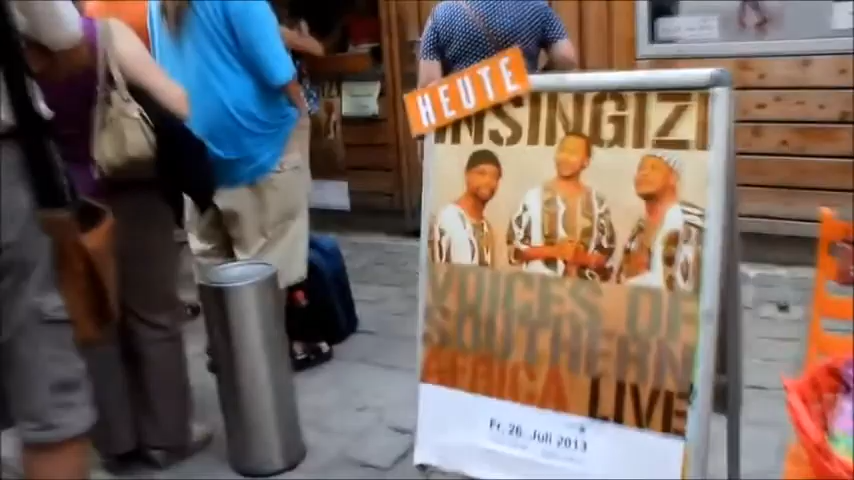 HEUTE
INSINGIZI
VOICES OF
SOUTHERN
AFRICA LIVE
Fr. 26. Juli 2013